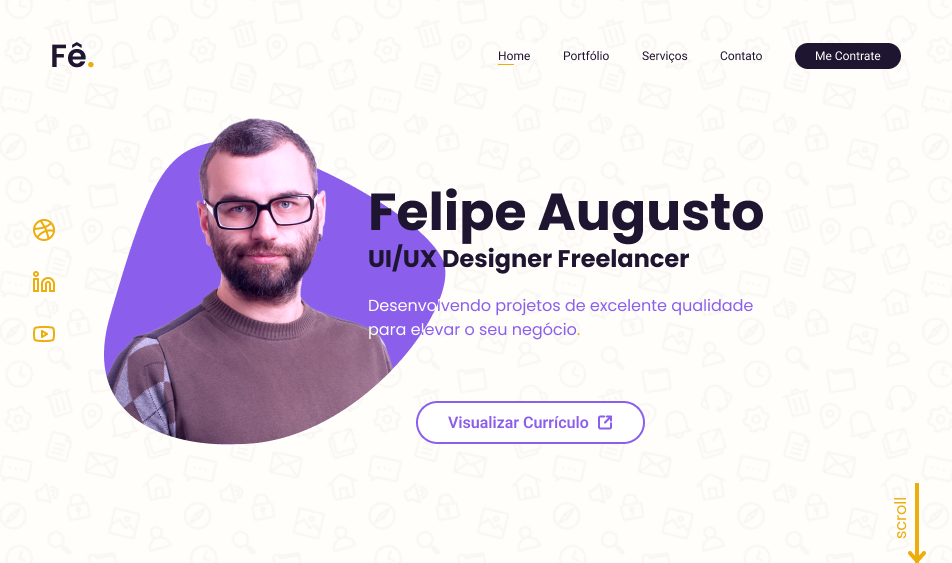 Fê.
Home Portfólio Serviços Contato Me Contrate
Felipe Augusto
UI/UX Designer Freelancer
Desenvolvendo projetos de excelente qualidade
para elevar o seu negócio.
Visualizar Currículo
scroll